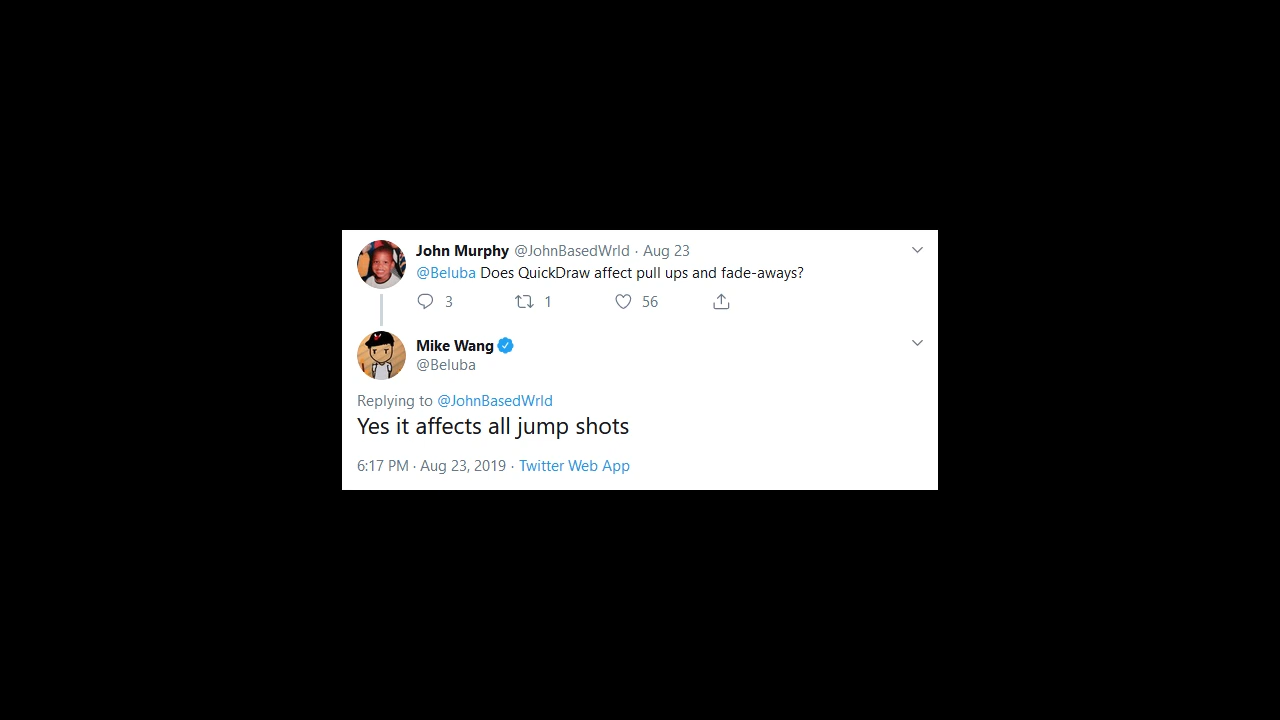 John Murphy @JohnBasedWrld · Aug 23
@Beluba Does QuickDraw affect pull ups and fade-aways?
3 1 56
Mike Wang
@Beluba
Replying to @JohnBasedWrld
Yes it affects all jump shots
6:17 PM · Aug 23, 2019 · Twitter Web App